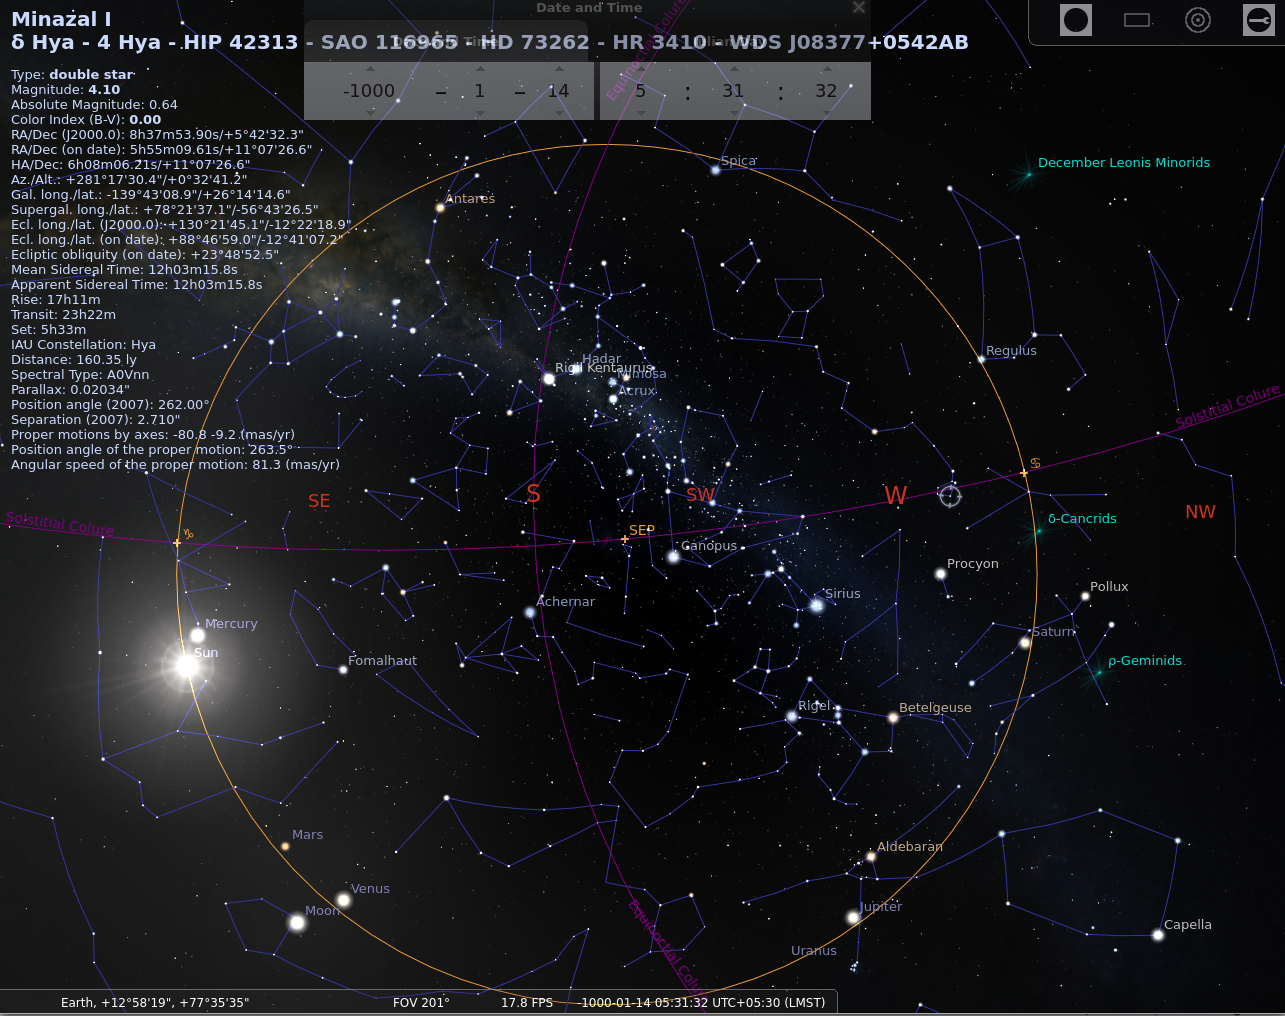 Date and Time
Minazal I
δ Hya - 4 Hya - HIP 42313 - SAO 116965 - HD 73262 - HR 3410 - WDS J08377+0542AB
-1000 – 1 – 14 5 : 31 : 32
Type: double star
Magnitude: 4.10
Absolute Magnitude: 0.64
Color Index (B-V): 0.00
RA/Dec (J2000.0): 8h37m53.90s/+5°42'32.3"
RA/Dec (on date): 5h55m09.61s/+11°07'26.6"
HA/Dec: 6h08m06.21s/+11°07'26.6"
Az./Alt.: +281°17'30.4"/+0°32'41.2"
Gal. long./lat.: -139°43'08.9"/+26°14'14.6"
Supergal. long./lat.: +78°21'37.1"/-56°43'26.5"
Ecl. long./lat. (J2000.0): +130°21'45.1"/-12°22'18.9"
Ecl. long./lat. (on date): +88°46'59.0"/-12°41'07.2"
Ecliptic obliquity (on date): +23°48'52.5"
Mean Sidereal Time: 12h03m15.8s
Apparent Sidereal Time: 12h03m15.8s
Rise: 17h11m
Transit: 23h22m
Set: 5h33m
IAU Constellation: Hya
Distance: 160.35 ly
Spectral Type: A0Vnn
Parallax: 0.02034"
Position angle (2007): 262.00°
Separation (2007): 2.710"
Proper motions by axes: -80.8 -9.2 (mas/yr)
Position angle of the proper motion: 263.5°
Angular speed of the proper motion: 81.3 (mas/yr)
Equinoctial Colure
Spica
December Leonis Minorids
Antares
Regulus
Hadar
Rigil Kentaurus
Mimosa
Acrux
Solstitial Colure
♋
SE
S
SW
W
NW
Solstitial Colure
♑
SEP
δ-Cancrids
Canopus
Procyon
Pollux
Achernar
Sirius
Mercury
Saturn
Sun
Fomalhaut
ρ-Geminids
Rigel
Betelgeuse
Mars
Aldebaran
Venus
Moon
Jupiter
Capella
Uranus
Equinoctial Colure
Earth, +12°58'19", +77°35'35" FOV 201° 17.8 FPS -1000-01-14 05:31:32 UTC+05:30 (LMST)